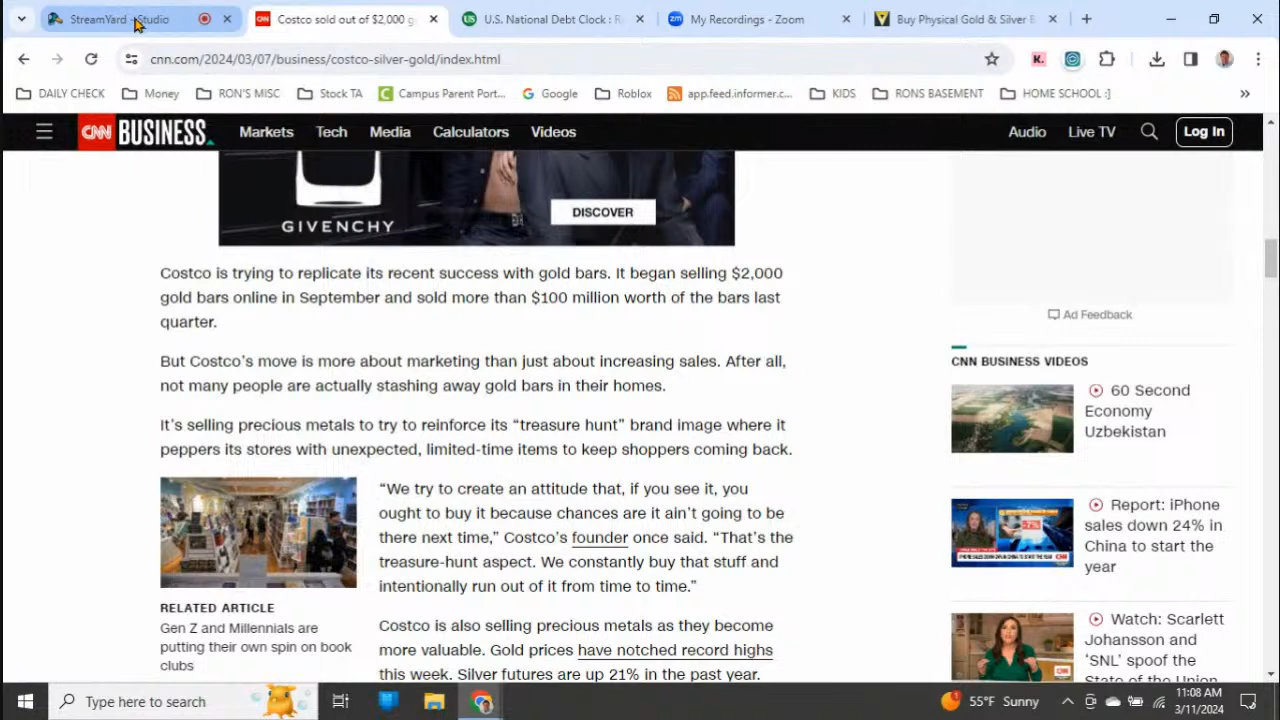 StreamYard - Studio
Costco sold out of $2,000 g
U.S. National Debt Clock : R
My Recordings - Zoom
Buy Physical Gold & Silver B
cnn.com/2024/03/07/business/costco-silver-gold/index.html
DAILY CHECK
Money
RON'S MISC
Stock TA
Campus Parent Port...
Google
Roblox
app.feed.informer.c...
KIDS
RONS BASEMENT
HOME SCHOOL :]
CNN BUSINESS
Markets
Tech
Media
Calculators
Videos
Audio
Live TV
Log In
GIVENCHY
DISCOVER
Ad Feedback
Costco is trying to replicate its recent success with gold bars. It began selling $2,000
gold bars online in September and sold more than $100 million worth of the bars last
quarter.
But Costco's move is more about marketing than just about increasing sales. After all,
not many people are actually stashing away gold bars in their homes.
It's selling precious metals to try to reinforce its "treasure hunt" brand image where it
peppers its stores with unexpected, limited-time items to keep shoppers coming back.
"We try to create an attitude that, if you see it, you
ought to buy it because chances are it ain't going to be
there next time," Costco's founder once said. "That's the
treasure-hunt aspect. We constantly buy that stuff and
intentionally run out of it from time to time."
RELATED ARTICLE
Gen Z and Millennials are
putting their own spin on book
clubs
Costco is also selling precious metals as they become
more valuable. Gold prices have notched record highs
this week. Silver futures are up 21% in the past year.
CNN BUSINESS VIDEOS
60 Second
Economy
Uzbekistan
Report: iPhone
sales down 24% in
China to start the
year
Watch: Scarlett
Johansson and
'SNL' spoof the
State of the Union
Type here to search
55°F Sunny
11:08 AM
3/11/2024